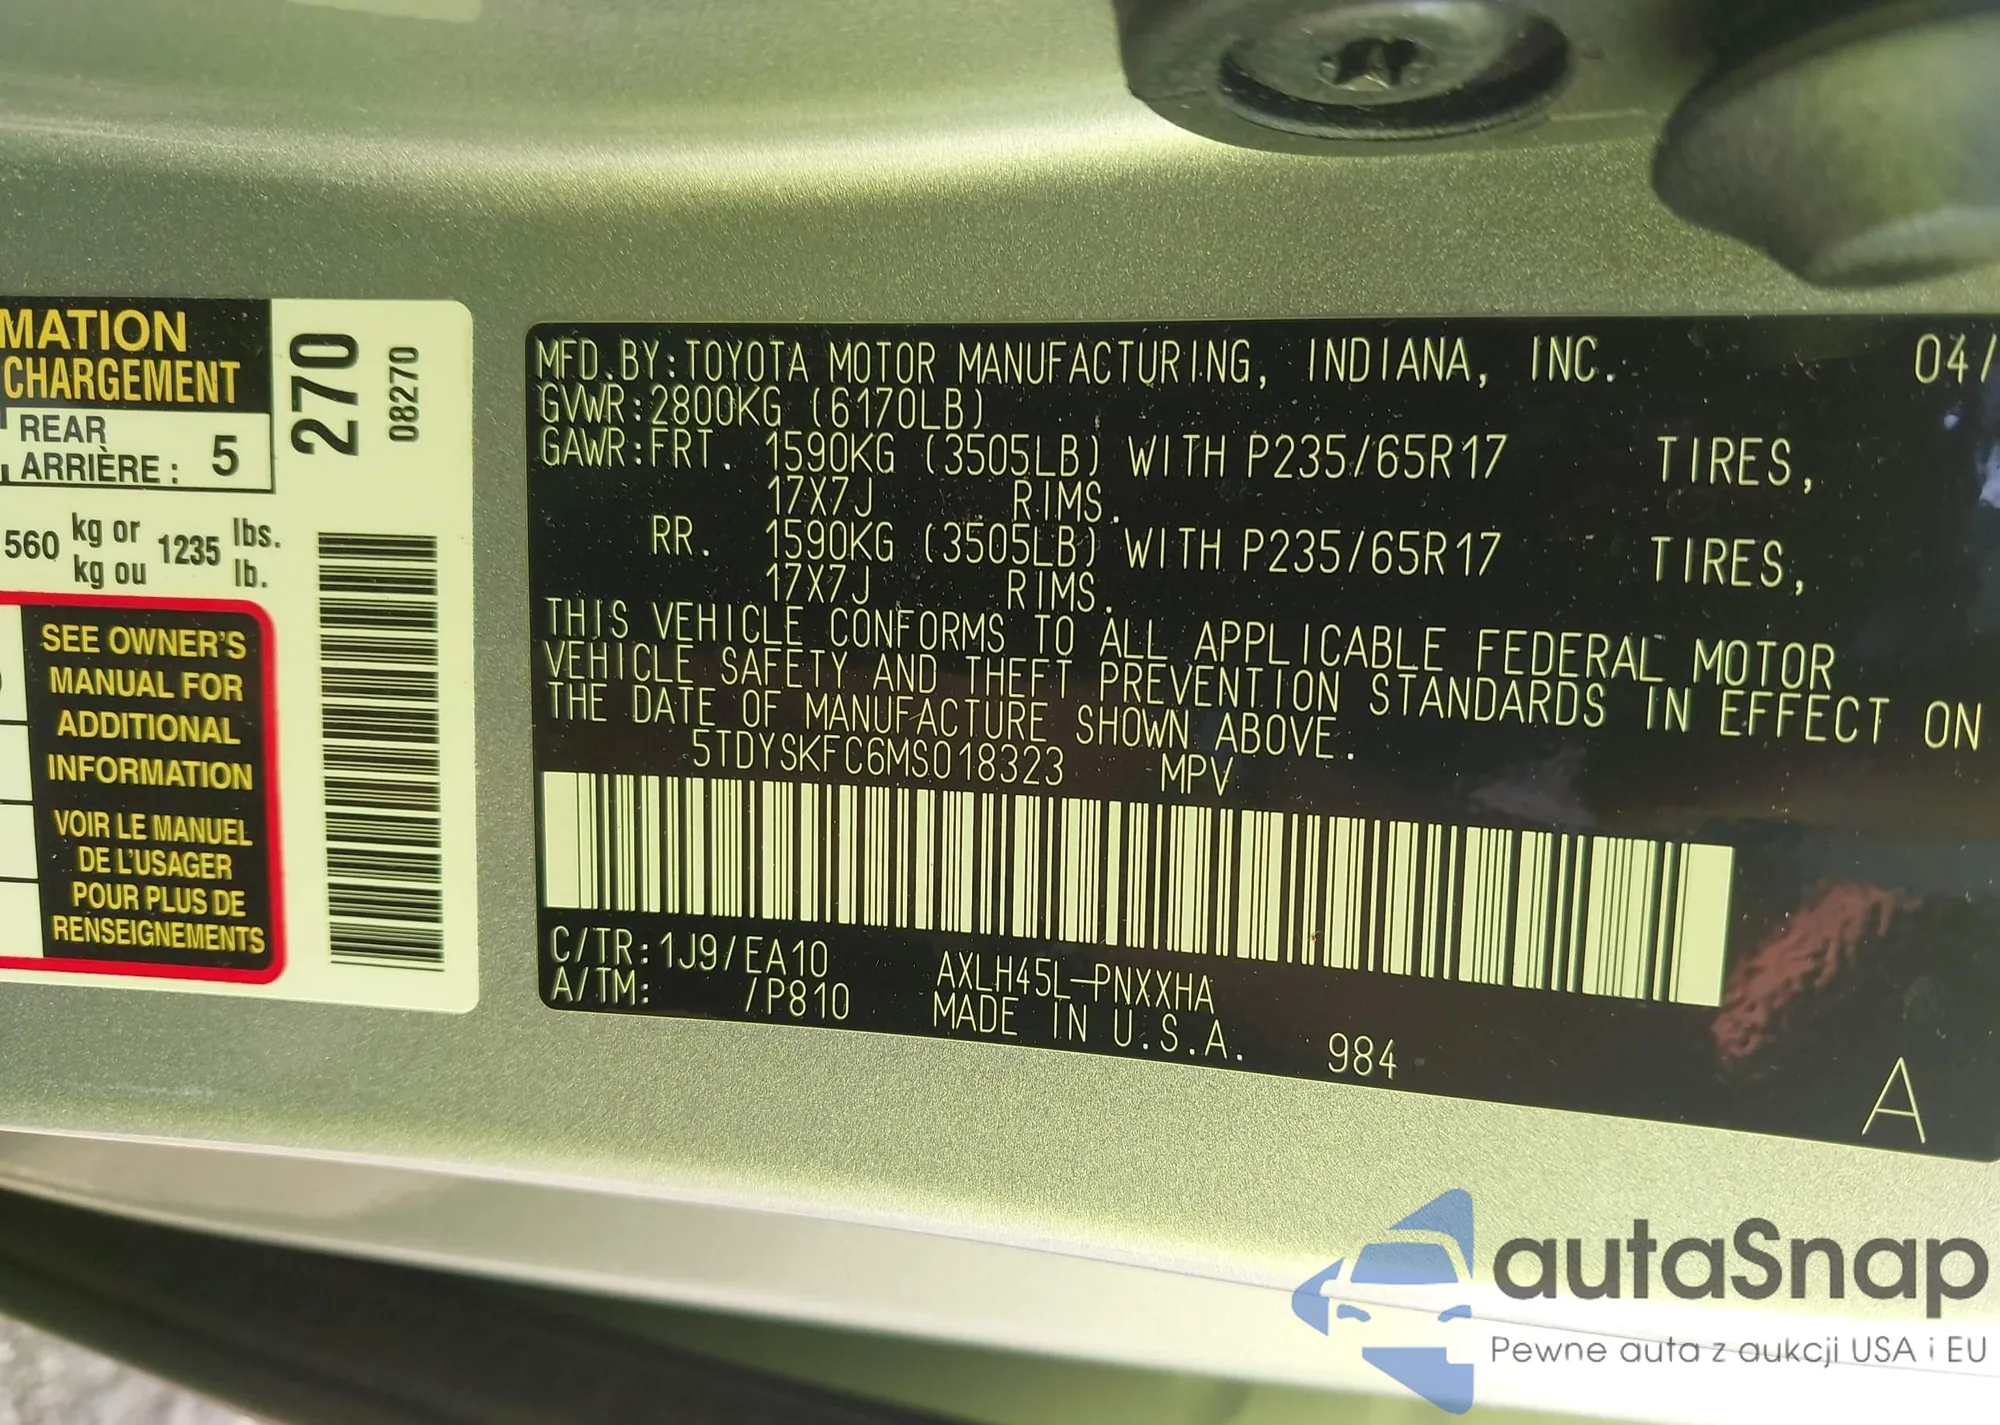 MATION
CHARGEMENT
REAR
ARRIÈRE : 5
560 kg or 1235 lbs.
kg ou lb.
SEE OWNER'S
MANUAL FOR
ADDITIONAL
INFORMATION
VOIR LE MANUEL
DE L'USAGER
POUR PLUS DE
RENSEIGNEMENTS
270
08270
MFD.BY:TOYOTA MOTOR MANUFACTURING, INDIANA, INC. 04/
GVWR:2800KG (6170LB)
GAWR:FRT. 1590KG (3505LB) WITH P235/65R17 TIRES,
17X7J RIMS.
RR. 1590KG (3505LB) WITH P235/65R17 TIRES,
17X7J RIMS.
THIS VEHICLE CONFORMS TO ALL APPLICABLE FEDERAL MOTOR
VEHICLE SAFETY AND THEFT PREVENTION STANDARDS IN EFFECT ON
THE DATE OF MANUFACTURE SHOWN ABOVE.
5TDYSKFC6MS018323 MPV
C/TR:1J9/EA10 AXLH45L-PNXXHA
A/TM: /P810 MADE IN U.S.A. 984
A
autaSnap
Pewne auta z aukcji USA i EU